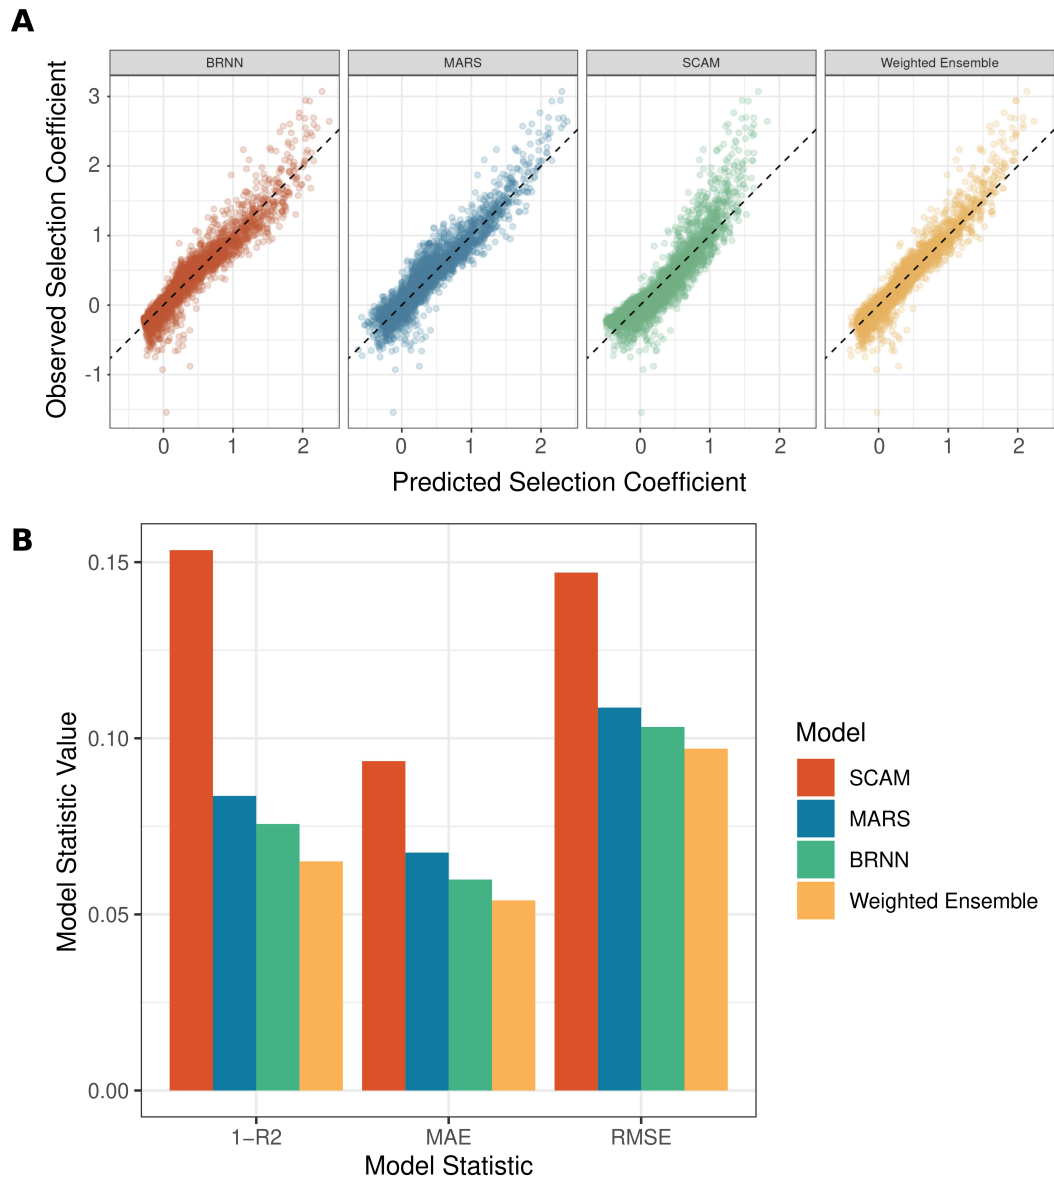 A
BRNN
MARS
SCAM
Weighted Ensemble
Observed Selection Coefficient
3
2
1
0
-1
0 1 2
0 1 2
0 1 2
0 1 2
Predicted Selection Coefficient
B
Model Statistic Value
0.15
0.10
0.05
0.00
1−R2
MAE
RMSE
Model Statistic
Model
SCAM
MARS
BRNN
Weighted Ensemble